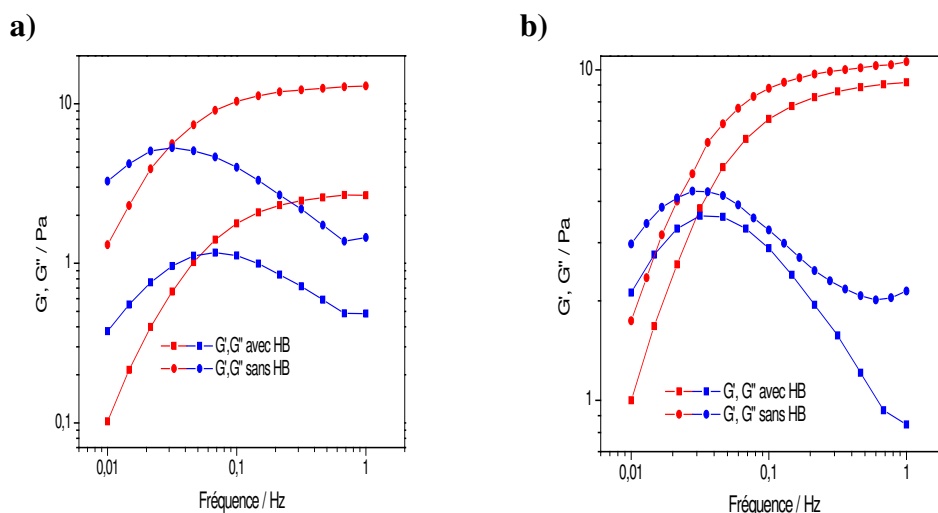 a)
10
1
0,1
G', G" / Pa
G',G" avec HB
G',G" sans HB
0,01
0,1
1
Fréquence / Hz
b)
10
1
G', G" / Pa
G', G" avec HB
G', G" sans HB
0,01
0,1
1
Fréquence / Hz